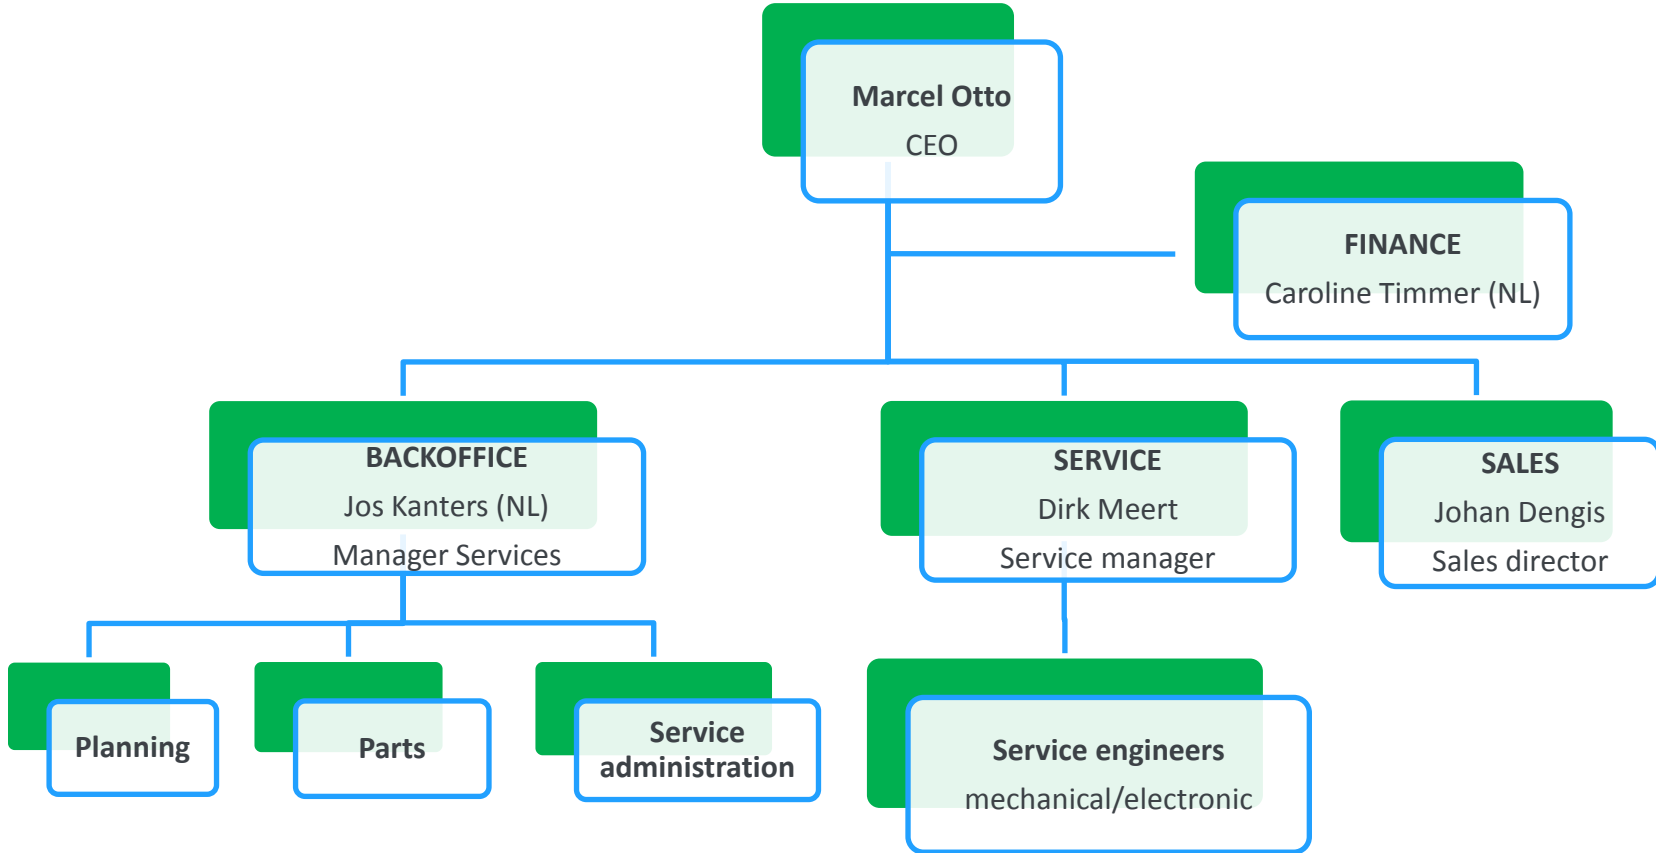 Marcel Otto
CEO
FINANCE
Caroline Timmer (NL)
BACKOFFICE
Jos Kanters (NL)
Manager Services
SERVICE
Dirk Meert
Service manager
SALES
Johan Dengis
Sales director
Planning
Parts
Service
administration
Service engineers
mechanical/electronic